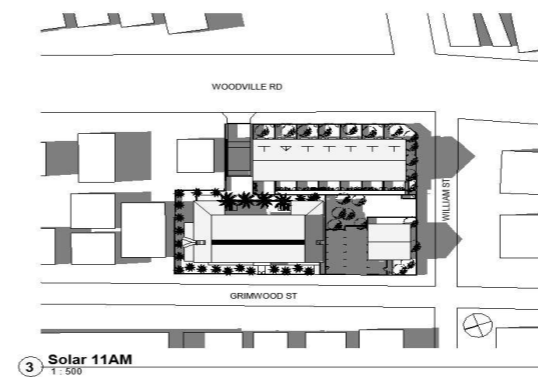 WOODVILLE RD
WILLIAM ST
GRIMWOOD ST
3 Solar 11AM
1 : 500